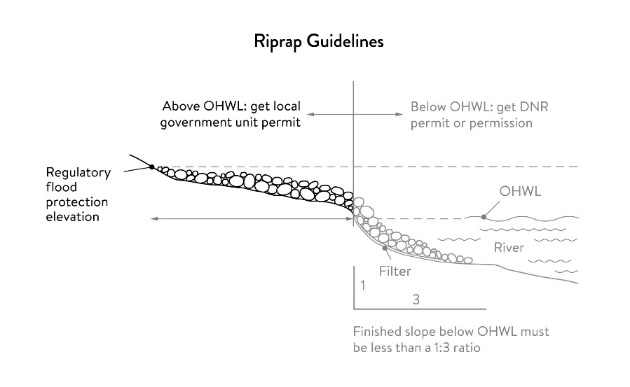 Riprap Guidelines
Above OHWL: get local
government unit permit
Below OHWL: get DNR
permit or permission
Regulatory
flood
protection
elevation
OHWL
River
Filter
1
3
Finished slope below OHWL must
be less than a 1:3 ratio